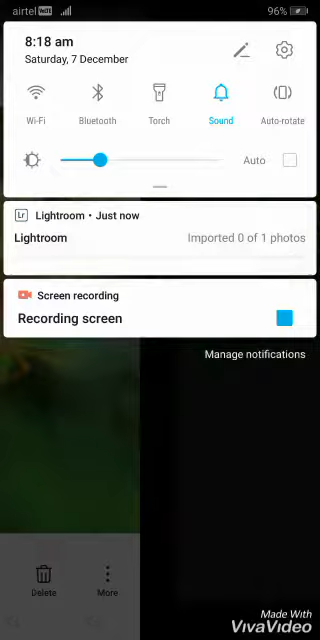 airtel VoLTE 96%
8:18 am
Saturday, 7 December
Wi-Fi Bluetooth Torch Sound Auto-rotate
Auto
Lr Lightroom • Just now
Lightroom Imported 0 of 1 photos
Screen recording
Recording screen
Manage notifications
Delete More
Made With
VivaVideo